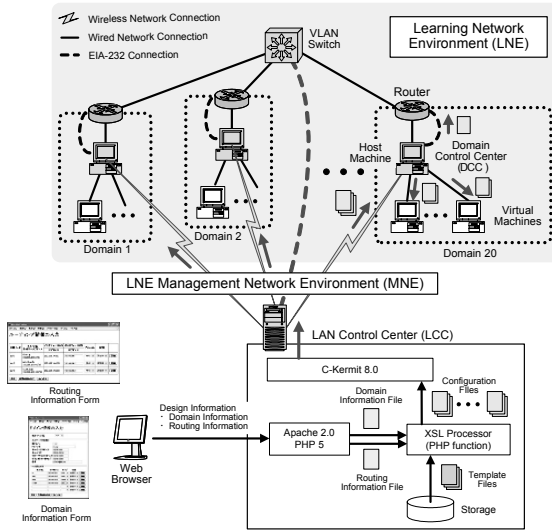 Wireless Network Connection
Wired Network Connection
EIA-232 Connection
VLAN
Switch
Learning Network
Environment (LNE)
Router
Host
Machine
Domain
Control Center
(DCC )
Virtual
Machines
Domain 1
Domain 2
Domain 20
LNE Management Network Environment (MNE)
LAN Control Center (LCC)
C-Kermit 8.0
Routing
Information Form
Domain
Information File
Configuration
Files
Design Information
・ Domain Information
・ Routing Information
Apache 2.0
PHP 5
XSL Processor
(PHP function)
Web
Browser
Routing
Information File
Template
Files
Storage
Domain
Information Form